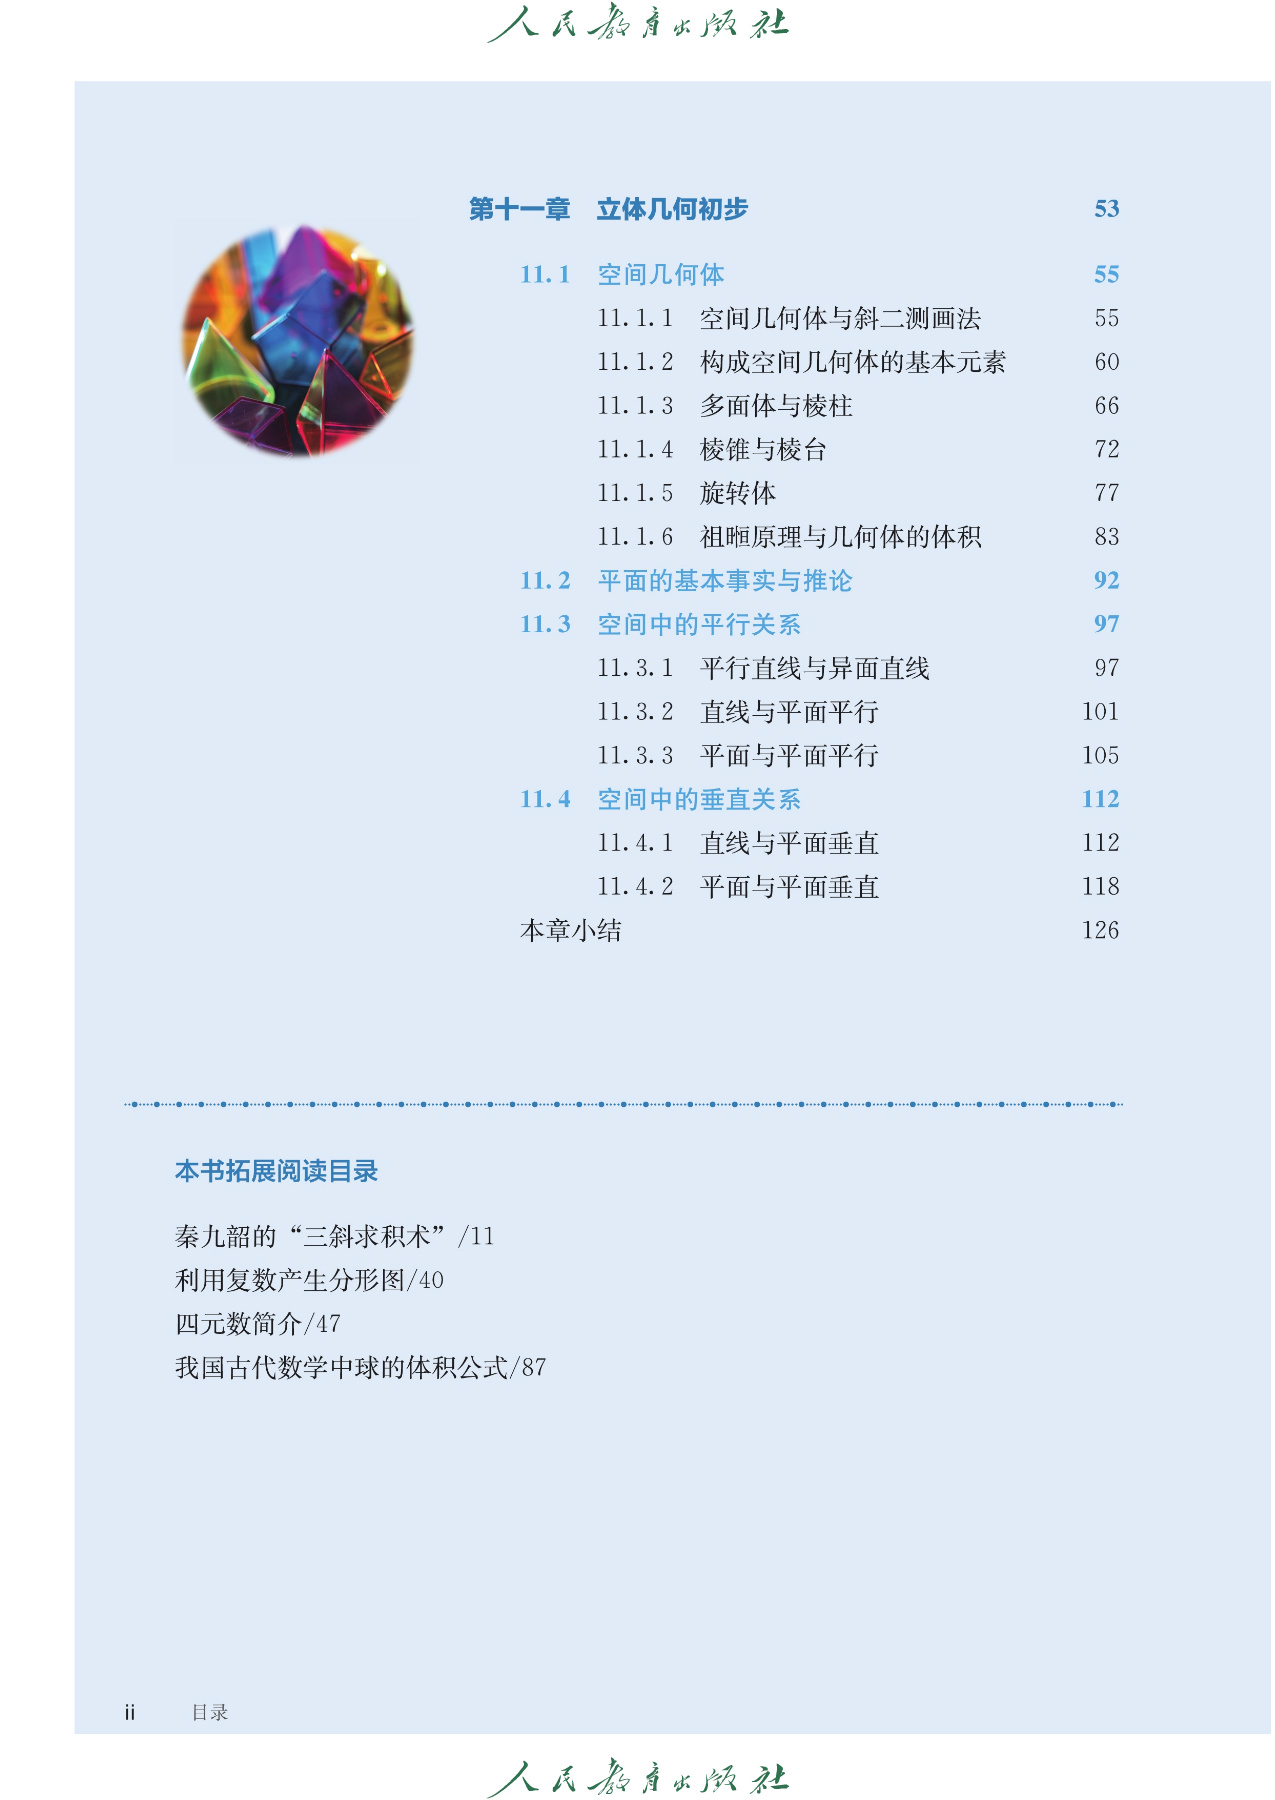 人民教育出版社
第十一章 立体几何初步 53
11.1 空间几何体 55
11.1.1 空间几何体与斜二测画法 55
11.1.2 构成空间几何体的基本元素 60
11.1.3 多面体与棱柱 66
11.1.4 棱锥与棱台 72
11.1.5 旋转体 77
11.1.6 祖暅原理与几何体的体积 83
11.2 平面的基本事实与推论 92
11.3 空间中的平行关系 97
11.3.1 平行直线与异面直线 97
11.3.2 直线与平面平行 101
11.3.3 平面与平面平行 105
11.4 空间中的垂直关系 112
11.4.1 直线与平面垂直 112
11.4.2 平面与平面垂直 118
本章小结 126
本书拓展阅读目录
秦九韶的“三斜求积术”/11
利用复数产生分形图/40
四元数简介/47
我国古代数学中球的体积公式/87
ii 目录
人民教育出版社